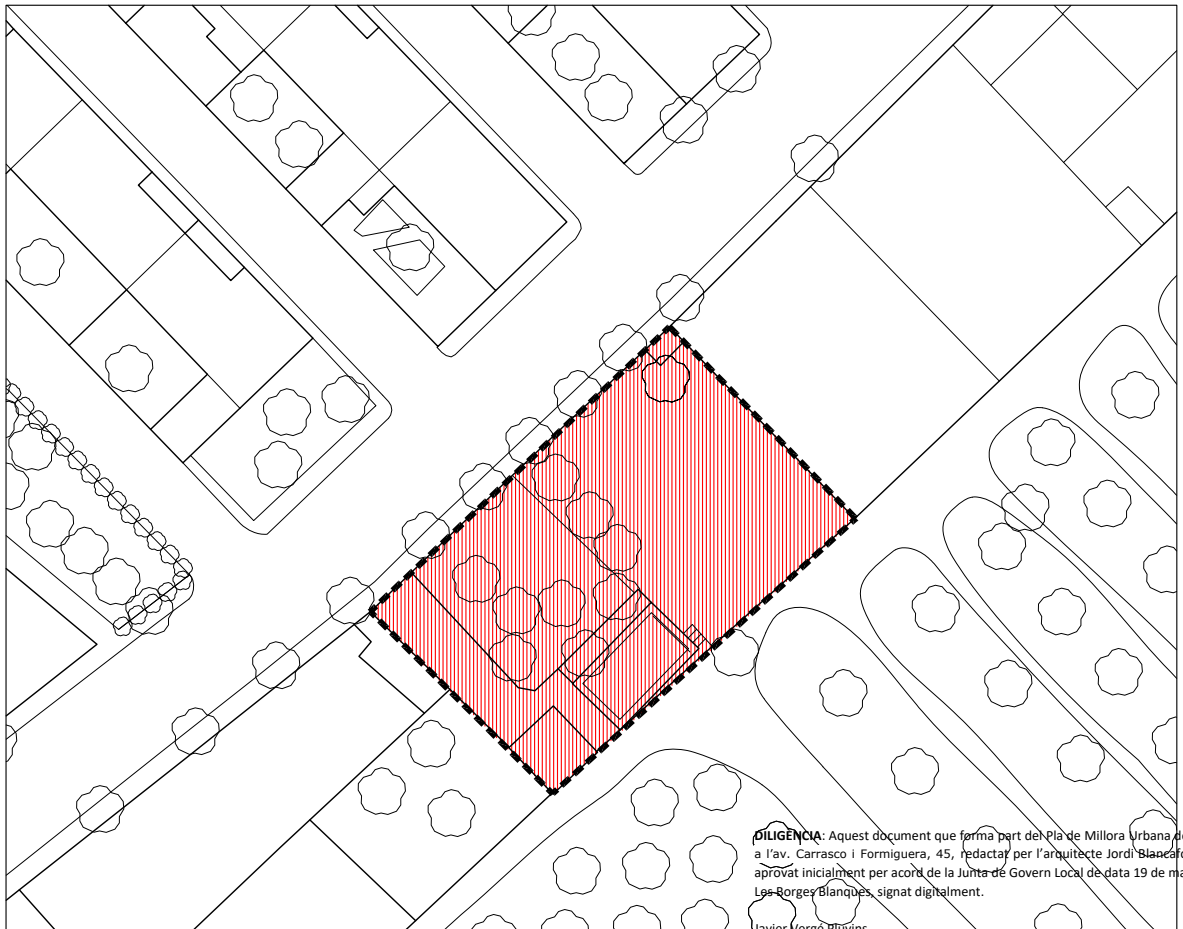 DILIGÈNCIA: Aquest document que forma part del Pla de Millora Urbana
a l'av. Carrasco i Formiguera, 45, redactat per l'arquitecte Jordi
aprovat inicialment per acord de la Junta de Govern Local de data 19 de
Les Borges Blanques, signat digitalment.
Javier Vergé